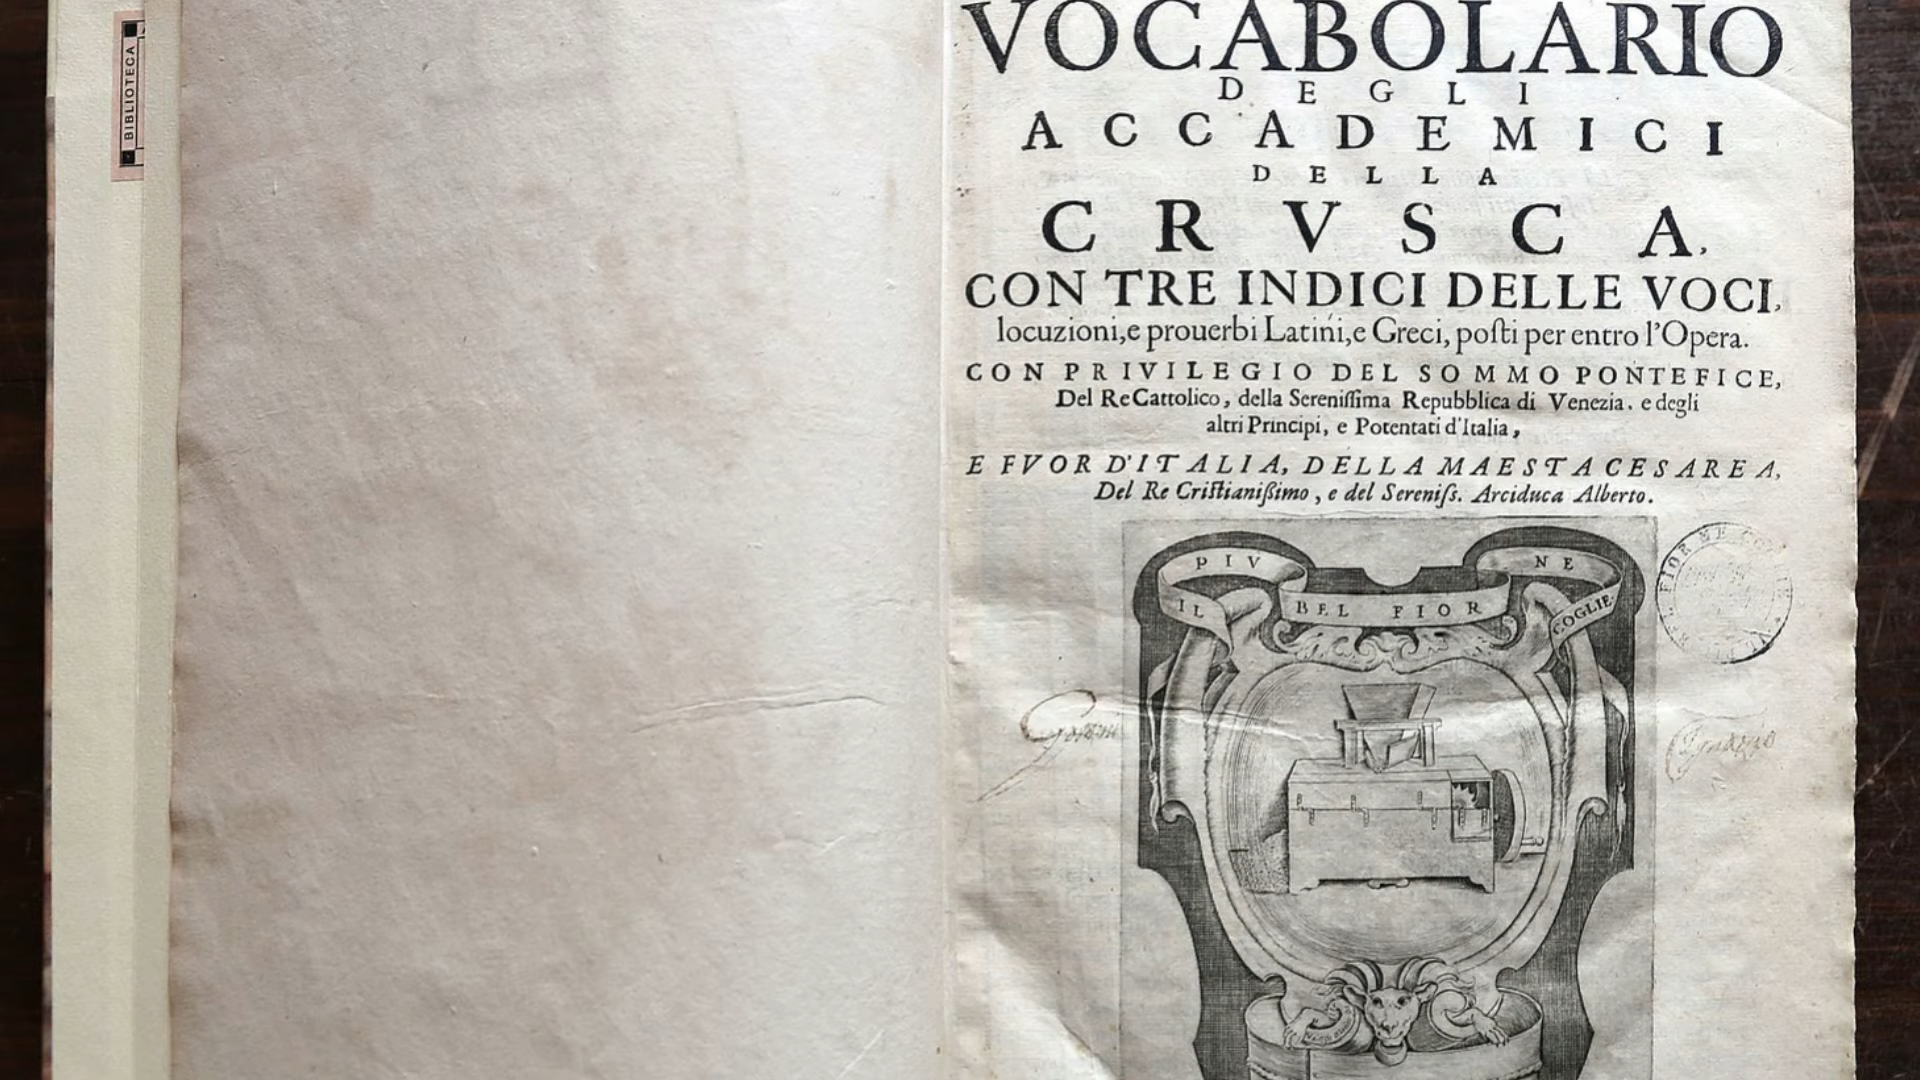 BIBLIOTECA
VOCABOLARIO
DEGLI
ACCADEMICI
DELLA
CRVSCA,
CON TRE INDICI DELLE VOCI,
locuzioni, e prouerbi Latini, e Greci, poſti per entro l'Opera.
CON PRIVILEGIO DEL SOMMO PONTEFICE,
Del Re Cattolico, della Sereniſſima Repubblica di Venezia. e degli
altri Principi, e Potentati d'Italia,
E FVOR D'ITALIA, DELLA MAESTA CESAREA,
Del Re Criſtianißimo, e del Sereniſs. Arciduca Alberto.
IL PIV BEL FIOR NE COGLIE